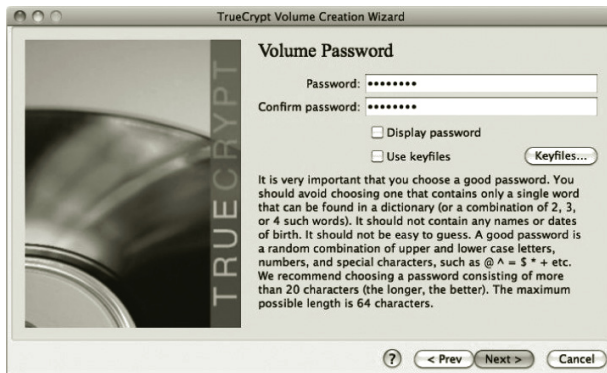 TrueCrypt Volume Creation Wizard
TRUECRYPT
Volume Password
Password: ••••••••
Confirm password: ••••••••
Display password
Use keyfiles
Keyfiles...
It is very important that you choose a good password. You
should avoid choosing one that contains only a single word
that can be found in a dictionary (or a combination of 2, 3,
or 4 such words). It should not contain any names or dates
of birth. It should not be easy to guess. A good password is
a random combination of upper and lower case letters,
numbers, and special characters, such as @ ^ = $ * + etc.
We recommend choosing a password consisting of more
than 20 characters (the longer, the better). The maximum
possible length is 64 characters.
? < Prev Next > Cancel